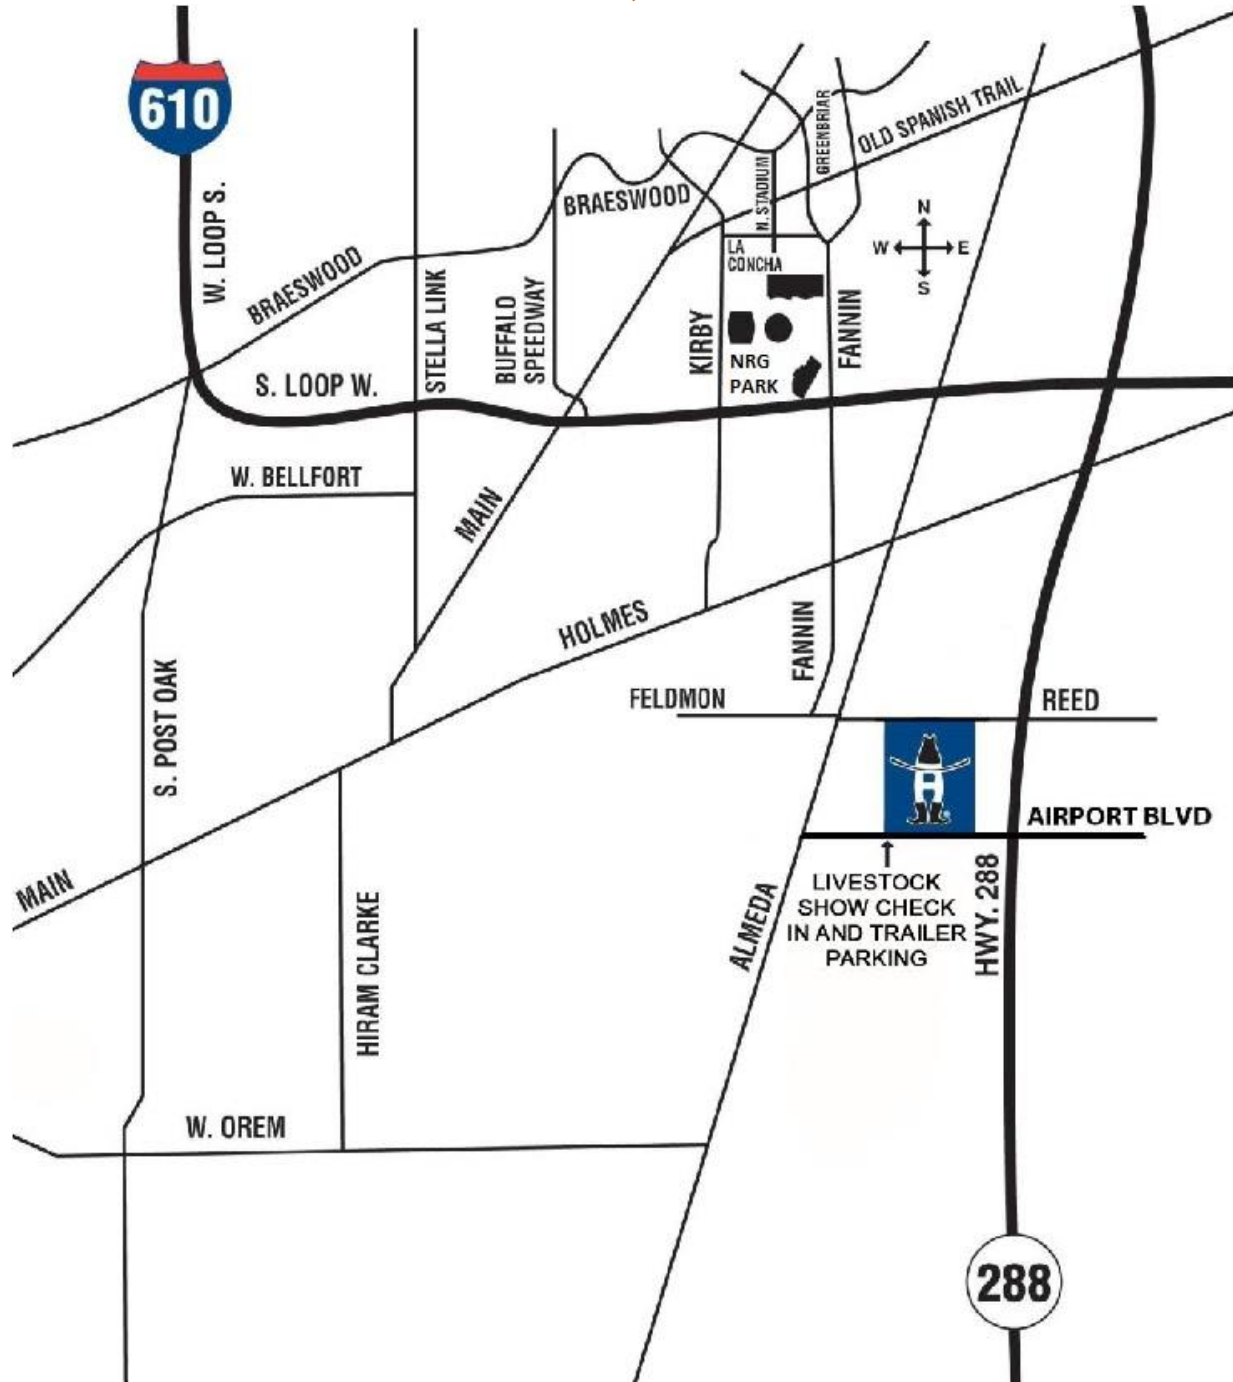 610
W. LOOP S.
BRAESWOOD
S. LOOP W.
STELLA LINK
BUFFALO
SPEEDWAY
BRAESWOOD
N. STADIUM
GREENBRIAR
OLD SPANISH TRAIL
N
W
E
S
LA
CONCHA
KIRBY
NRG
PARK
FANNIN
W. BELLFORT
MAIN
HOLMES
FANNIN
FELDMON
REED
S. POST OAK
H
AIRPORT BLVD
MAIN
LIVESTOCK
SHOW CHECK
IN AND TRAILER
PARKING
ALMEDA
HWY. 288
HIRAM CLARKE
W. OREM
288